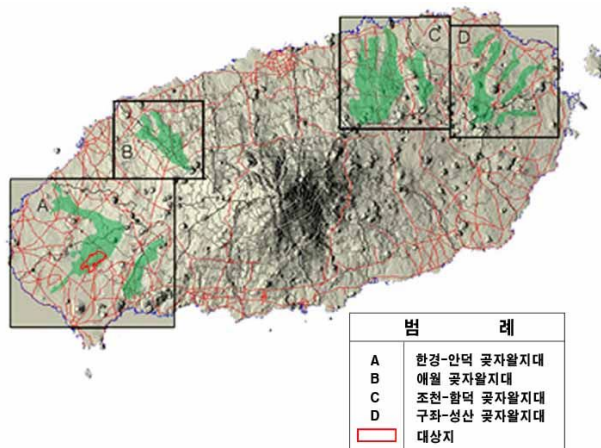 C
D
B
A
범 례
A 한경-안덕 곶자왈지대
B 애월 곶자왈지대
C 조천-함덕 곶자왈지대
D 구좌-성산 곶자왈지대
대상지